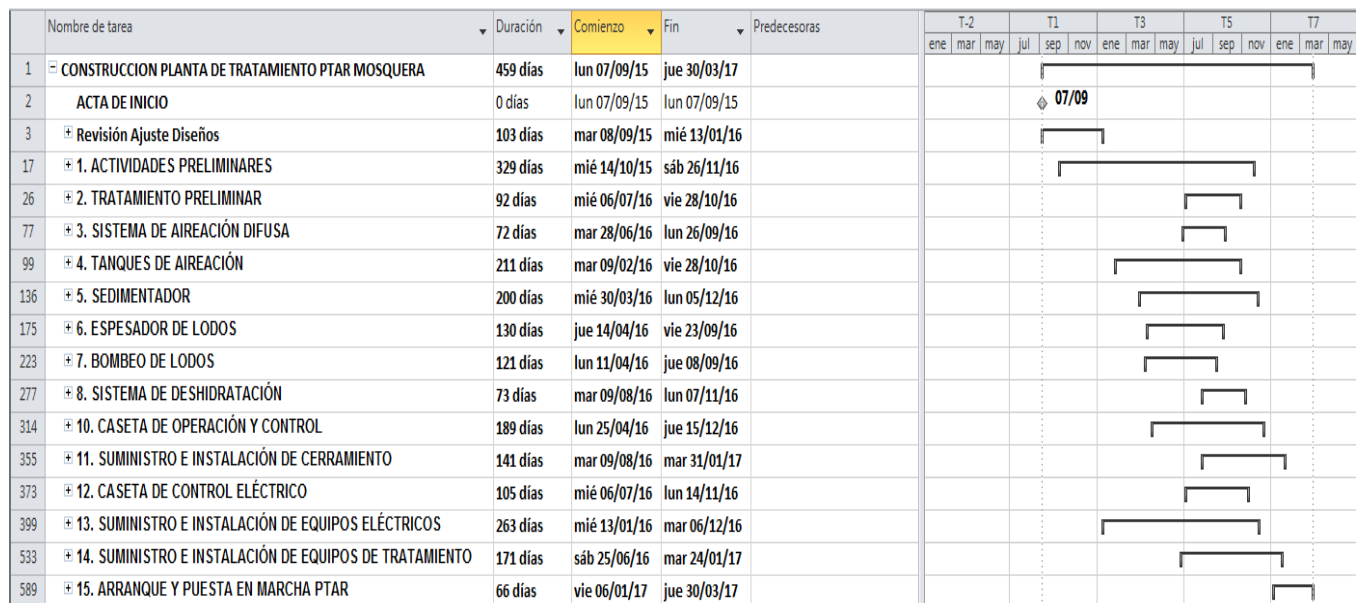 Nombre de tarea Duración Comienzo Fin Predecesoras T-2 T1 T3 T5 T7
ene mar may jul sep nov ene mar may jul sep nov ene mar may
1 CONSTRUCCION PLANTA DE TRATAMIENTO PTAR MOSQUERA 459 días lun 07/09/15 jue 30/03/17
2 ACTA DE INICIO 0 días lun 07/09/15 lun 07/09/15 07/09
3 Revisión Ajuste Diseños 103 días mar 08/09/15 mié 13/01/16
17 1. ACTIVIDADES PRELIMINARES 329 días mié 14/10/15 sáb 26/11/16
26 2. TRATAMIENTO PRELIMINAR 92 días mié 06/07/16 vie 28/10/16
77 3. SISTEMA DE AIREACIÓN DIFUSA 72 días mar 28/06/16 lun 26/09/16
99 4. TANQUES DE AIREACIÓN 211 días mar 09/02/16 vie 28/10/16
136 5. SEDIMENTADOR 200 días mié 30/03/16 lun 05/12/16
175 6. ESPESADOR DE LODOS 130 días jue 14/04/16 vie 23/09/16
223 7. BOMBEO DE LODOS 121 días lun 11/04/16 jue 08/09/16
277 8. SISTEMA DE DESHIDRATACIÓN 73 días mar 09/08/16 lun 07/11/16
314 10. CASETA DE OPERACIÓN Y CONTROL 189 días lun 25/04/16 jue 15/12/16
355 11. SUMINISTRO E INSTALACIÓN DE CERRAMIENTO 141 días mar 09/08/16 mar 31/01/17
373 12. CASETA DE CONTROL ELÉCTRICO 105 días mié 06/07/16 lun 14/11/16
399 13. SUMINISTRO E INSTALACIÓN DE EQUIPOS ELÉCTRICOS 263 días mié 13/01/16 mar 06/12/16
533 14. SUMINISTRO E INSTALACIÓN DE EQUIPOS DE TRATAMIENTO 171 días sáb 25/06/16 mar 24/01/17
589 15. ARRANQUE Y PUESTA EN MARCHA PTAR 66 días vie 06/01/17 jue 30/03/17